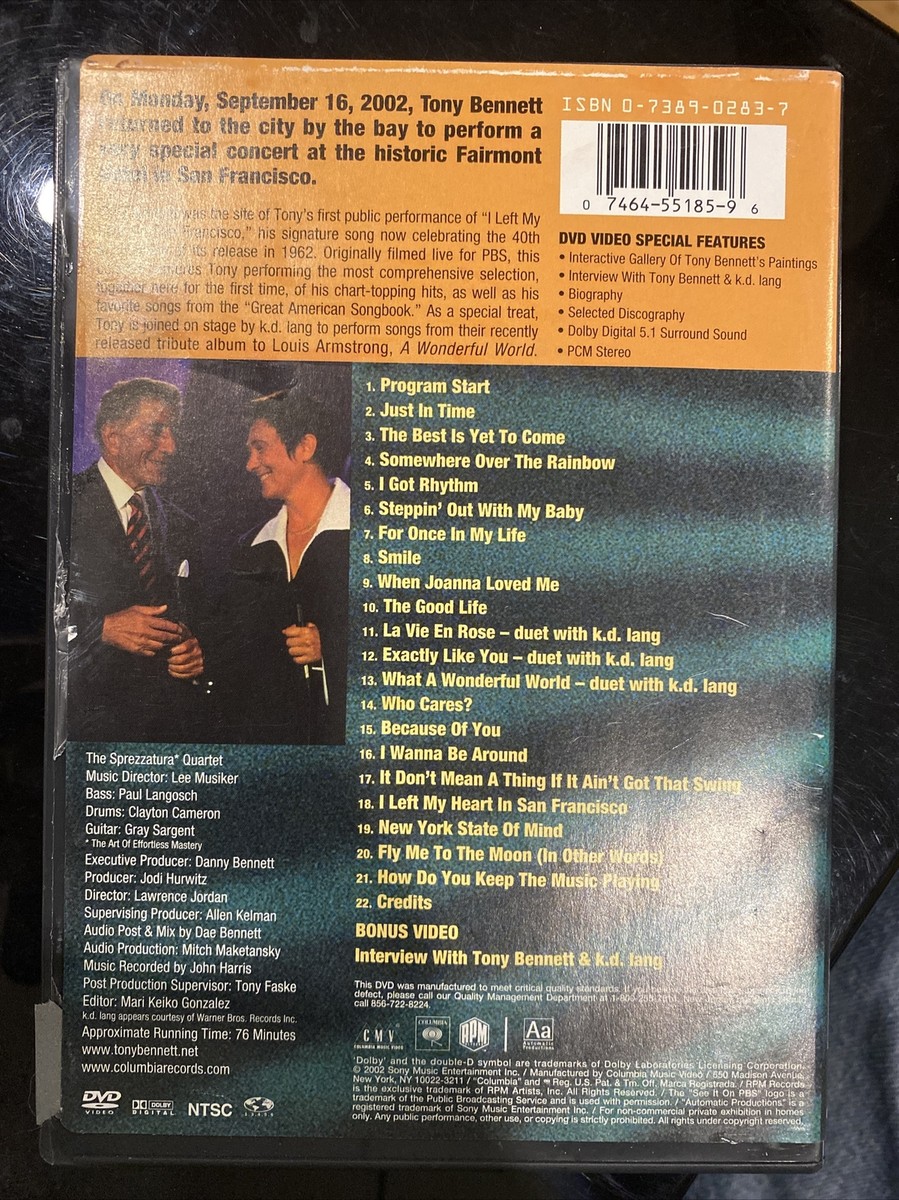 Monday, September 16, 2002, Tony Bennett
returned to the city by the bay to perform a
very special concert at the historic Fairmont
in San Francisco.
was the site of Tony's first public performance of "I Left My
Francisco," his signature song now celebrating the 40th
of its release in 1962. Originally filmed live for PBS, this
Tony performing the most comprehensive selection,
together here for the first time, of his chart-topping hits, as well as his
favorite songs from the "Great American Songbook." As a special treat,
Tony is joined on stage by k.d. lang to perform songs from their recently
released tribute album to Louis Armstrong, A Wonderful World.
ISBN 0-7389-0283-7
0 7464-55185-9 6
DVD VIDEO SPECIAL FEATURES
• Interactive Gallery Of Tony Bennett's Paintings
• Interview With Tony Bennett & k.d. lang
• Biography
• Selected Discography
• Dolby Digital 5.1 Surround Sound
• PCM Stereo
1. Program Start
2. Just In Time
3. The Best Is Yet To Come
4. Somewhere Over The Rainbow
5. I Got Rhythm
6. Steppin' Out With My Baby
7. For Once In My Life
8. Smile
9. When Joanna Loved Me
10. The Good Life
11. La Vie En Rose – duet with k.d. lang
12. Exactly Like You – duet with k.d. lang
13. What A Wonderful World – duet with k.d. lang
14. Who Cares?
15. Because Of You
16. I Wanna Be Around
17. It Don't Mean A Thing If It Ain't Got That Swing
18. I Left My Heart In San Francisco
19. New York State Of Mind
20. Fly Me To The Moon (In Other Words)
21. How Do You Keep The Music Playing
22. Credits
BONUS VIDEO
Interview With Tony Bennett & k.d. lang
The Sprezzatura* Quartet
Music Director: Lee Musiker
Bass: Paul Langosch
Drums: Clayton Cameron
Guitar: Gray Sargent
* The Art Of Effortless Mastery
Executive Producer: Danny Bennett
Producer: Jodi Hurwitz
Director: Lawrence Jordan
Supervising Producer: Allen Kelman
Audio Post & Mix by Dae Bennett
Audio Production: Mitch Maketansky
Music Recorded by John Harris
Post Production Supervisor: Tony Faske
Editor: Mari Keiko Gonzalez
k.d. lang appears courtesy of Warner Bros. Records Inc.
Approximate Running Time: 76 Minutes
www.tonybennett.net
www.columbiarecords.com
DVD VIDEO
DOLBY DIGITAL
NTSC
This DVD was manufactured to meet critical quality standards. If you
defect, please call our Quality Management Department at
call 856-722-8224.
CMV
COLUMBIA MUSIC VIDEO
COLUMBIA
RPM
Aa
Automatic
Productions
'Dolby' and the double-D symbol are trademarks of Dolby Laboratories Licensing Corporation.
© 2002 Sony Music Entertainment Inc. / Manufactured by Columbia Music Video / 550 Madison Avenue,
New York, NY 10022-3211 / "Columbia" and Reg. U.S. Pat. & Tm. Off. Marca Registrada. / RPM Records
is the exclusive trademark of RPM Artists, Inc. All Rights Reserved. / The "See It On PBS" logo is a
trademark of the Public Broadcasting Service and is used with permission. / "Automatic Productions" is a
registered trademark of Sony Music Entertainment Inc. / For non-commercial private exhibition in homes
only. Any public performance, other use, or copying is strictly prohibited. All rights under copyright reserved.